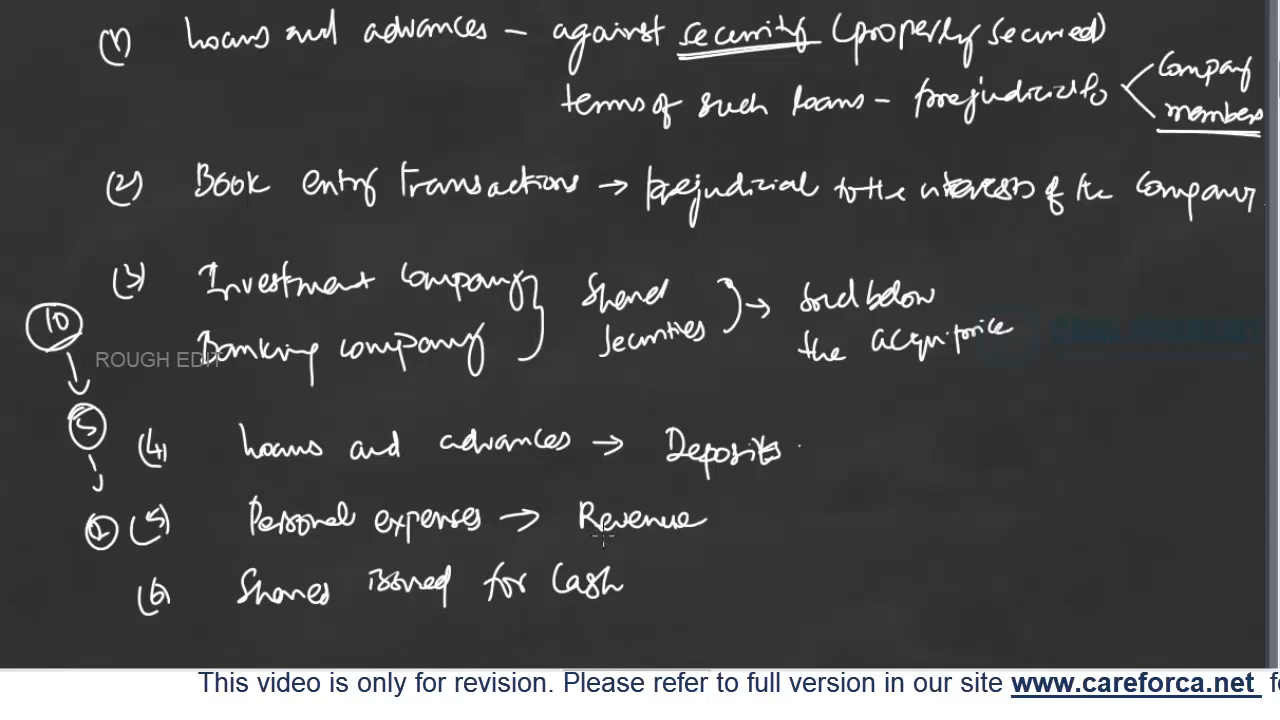 (1) Loans and advances – against security (properly secured)
terms of such loans – prejudicial to < company
members
(2) Book entry transactions → prejudicial to the interests of the company.
(3) Investment company } Shares } → sold below
Banking company securities the acqui. price
10
ROUGH EDIT
5
(4) Loans and advances → Deposits
(5) Personal expenses → Revenue
(6) Shares issued for Cash
This video is only for revision. Please refer to full version in our site www.careforca.net fo